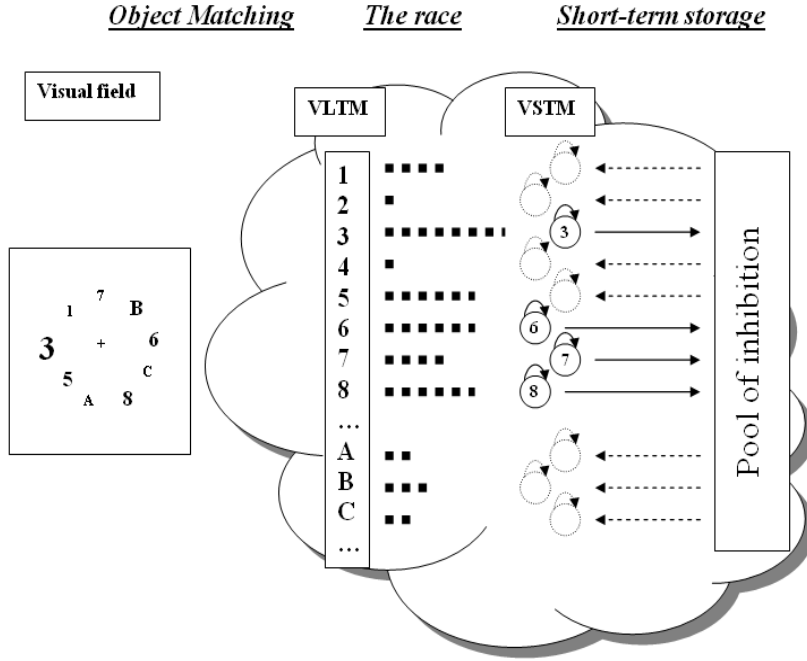 Object Matching The race Short-term storage
Visual field
VLTM
VSTM
1
2
3
4
5
6
7
8
...
A
B
C
...
3
6
7
8
Pool of inhibition
7
1
B
3
+
6
5
C
A
8